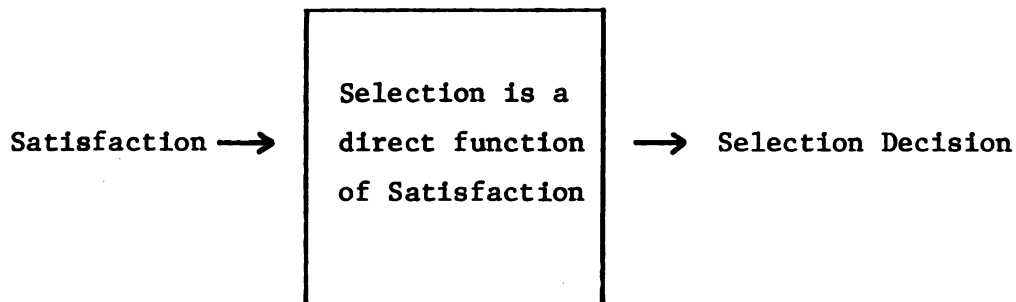 Selection is a
Satisfaction → direct function → Selection Decision
of Satisfaction